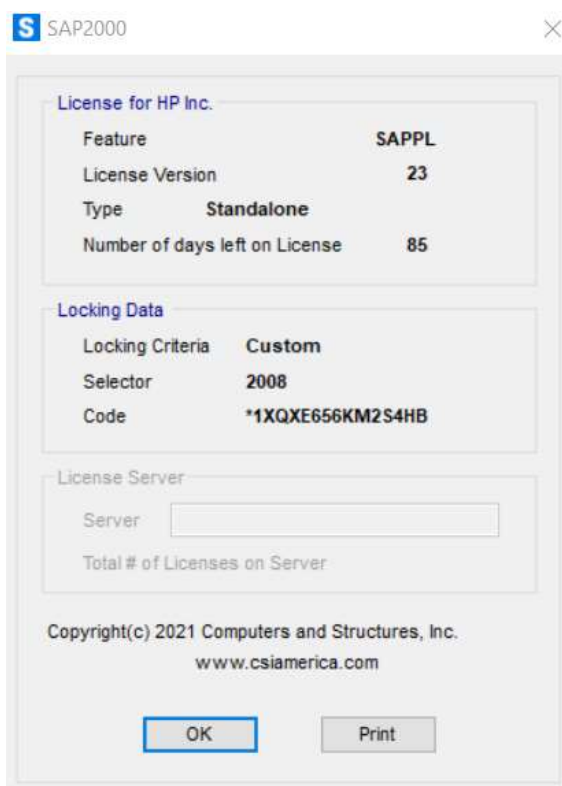 S SAP2000
License for HP Inc.
Feature SAPPL
License Version 23
Type Standalone
Number of days left on License 85
Locking Data
Locking Criteria Custom
Selector 2008
Code *1XQXE656KM2S4HB
License Server
Server
Total # of Licenses on Server
Copyright(c) 2021 Computers and Structures, Inc.
www.csiamerica.com
OK Print